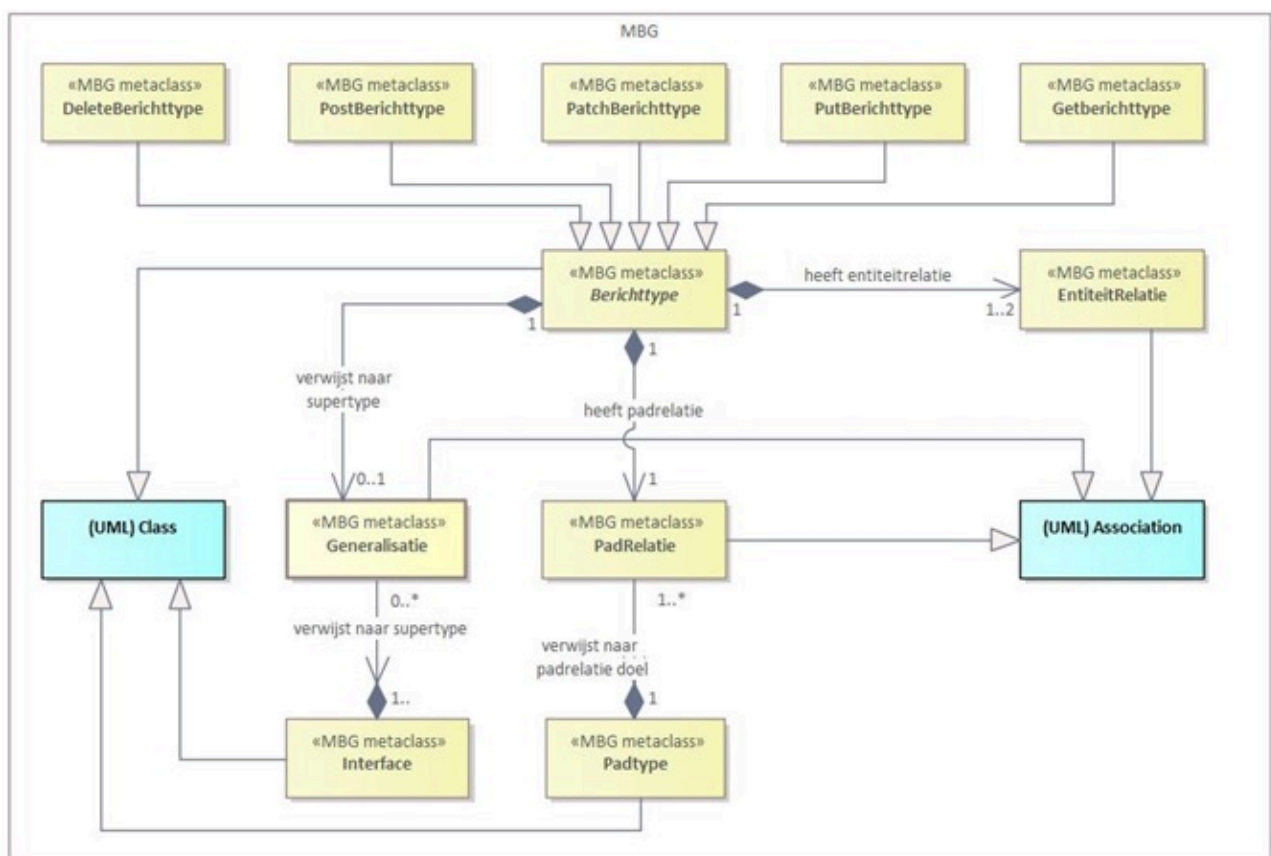 MBG
«MBG metaclass»
DeleteBerichttype
«MBG metaclass»
PostBerichttype
«MBG metaclass»
PatchBerichttype
«MBG metaclass»
PutBerichttype
«MBG metaclass»
Getberichttype
«MBG metaclass»
Berichttype
heeft entiteitrelatie
1
1..2
«MBG metaclass»
EntiteitRelatie
1
1
verwijst naar
supertype
heeft padrelatie
0..1
1
(UML) Class
«MBG metaclass»
Generalisatie
«MBG metaclass»
PadRelatie
(UML) Association
0..*
1..*
verwijst naar supertype
verwijst naar
padrelatie doel
1..
1
«MBG metaclass»
Interface
«MBG metaclass»
Padtype